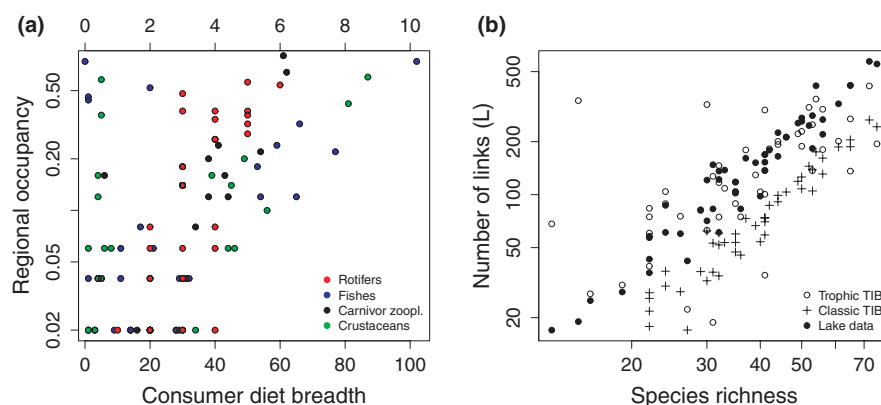 (a)
0 2 4 6 8 10
Regional occupancy
0.50
0.20
0.05
0.02
Rotifers
Fishes
Carnivor zoopl.
Crustaceans
0 20 40 60 80 100
Consumer diet breadth
(b)
Number of links (L)
500
200
100
50
20
Trophic TIB
Classic TIB
Lake data
20 30 40 50 70
Species richness